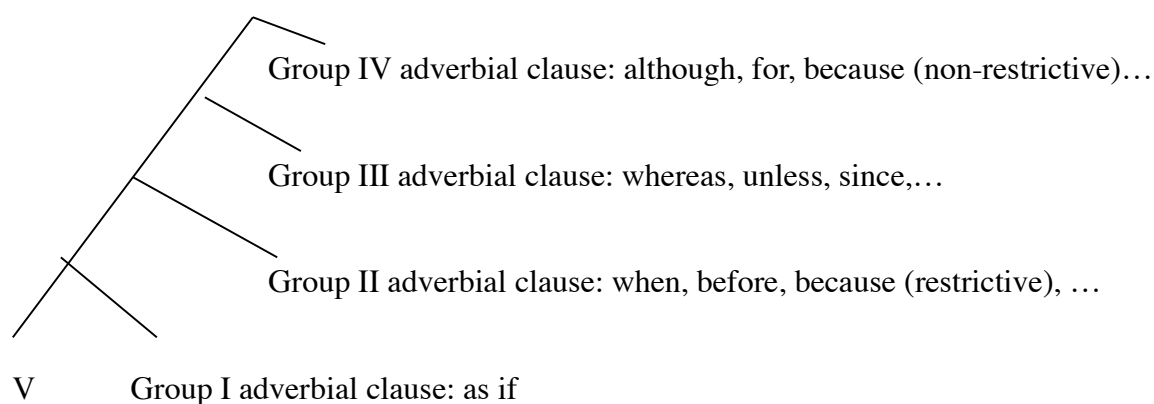 Group IV adverbial clause: although, for, because (non-restrictive)…
Group III adverbial clause: whereas, unless, since,…
Group II adverbial clause: when, before, because (restrictive), …
V Group I adverbial clause: as if